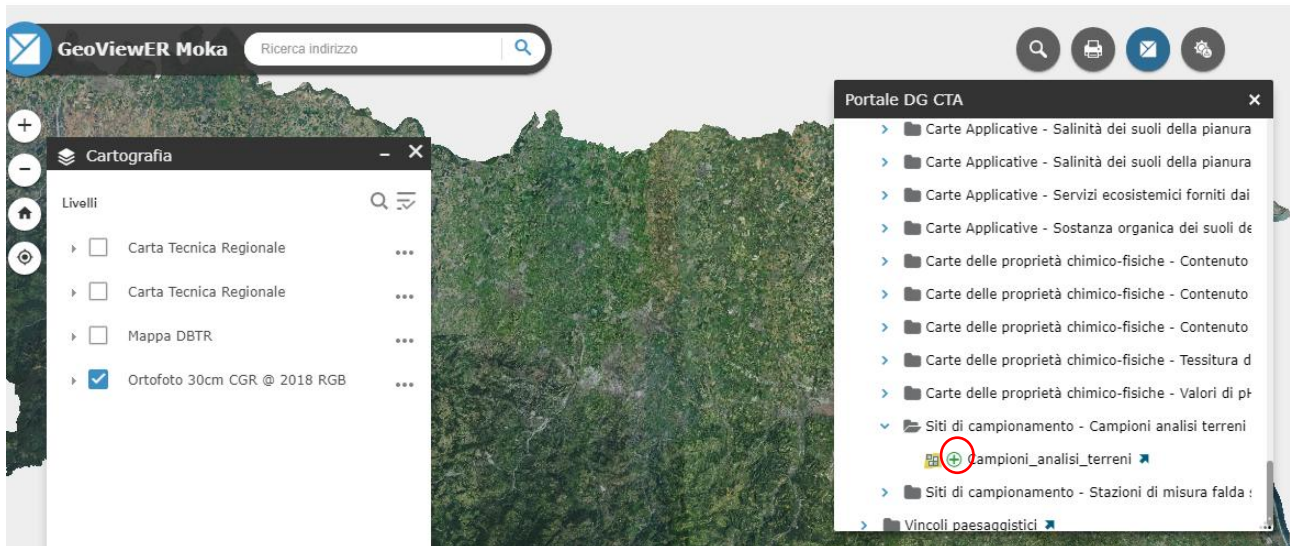 GeoViewER Moka
Ricerca indirizzo
Cartografia
Livelli
Carta Tecnica Regionale
Carta Tecnica Regionale
Mappa DBTR
Ortofoto 30cm CGR @ 2018 RGB
Portale DG CTA
Carte Applicative - Salinità dei suoli della pianura
Carte Applicative - Salinità dei suoli della pianura
Carte Applicative - Servizi ecosistemici forniti dai
Carte Applicative - Sostanza organica dei suoli de
Carte delle proprietà chimico-fisiche - Contenuto
Carte delle proprietà chimico-fisiche - Contenuto
Carte delle proprietà chimico-fisiche - Contenuto
Carte delle proprietà chimico-fisiche - Tessitura d
Carte delle proprietà chimico-fisiche - Valori di pH
Siti di campionamento - Campioni analisi terreni
Campioni_analisi_terreni
Siti di campionamento - Stazioni di misura falda s
Vincoli paesaggistici